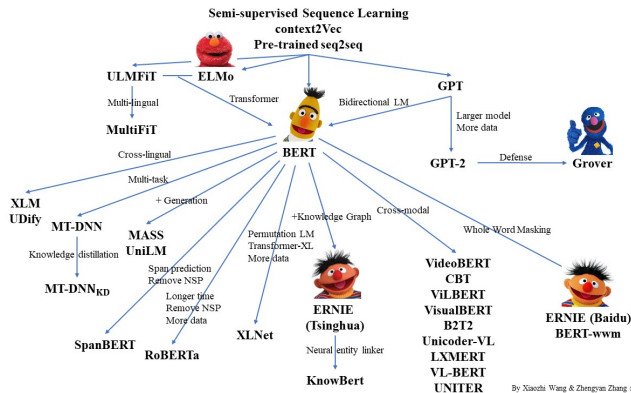 Semi-supervised Sequence Learning
context2Vec
Pre-trained seq2seq
ULMFiT
ELMo
GPT
Multi-lingual
Transformer
Bidirectional LM
Larger model
More data
MultiFiT
BERT
GPT-2
Defense
Grover
Cross-lingual
Multi-task
+ Generation
XLM
UDify
MT-DNN
MASS
UniLM
Knowledge distillation
MT-DNNKD
Span prediction
Remove NSP
Longer time
Remove NSP
More data
Permutation LM
Transformer-XL
More data
+Knowledge Graph
Cross-modal
Whole Word Masking
SpanBERT
RoBERTa
XLNet
ERNIE
(Tsinghua)
Neural entity linker
KnowBert
VideoBERT
CBT
ViLBERT
VisualBERT
B2T2
Unicoder-VL
LXMERT
VL-BERT
UNITER
ERNIE (Baidu)
BERT-wwm
By Xiaozhi Wang & Zhengyan Zhang